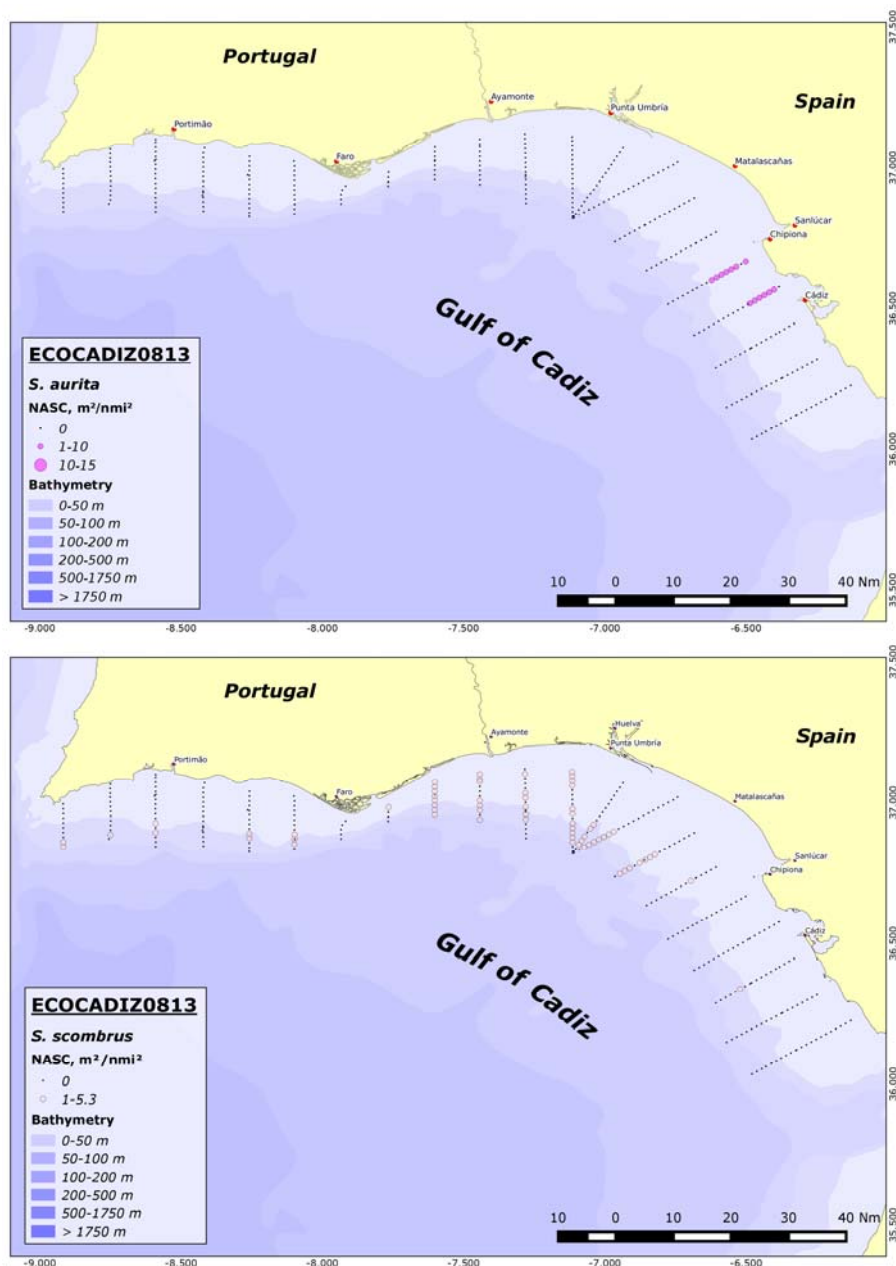 Portugal
Spain
Ayamonte
Punta Umbría
Portimão
Faro
Matalascañas
Sanlúcar
Chipiona
Cádiz
Gulf of Cadiz
ECOCADIZ0813
S. aurita
NASC, m²/nmi²
0
1-10
10-15
Bathymetry
0-50 m
50-100 m
100-200 m
200-500 m
500-1750 m
> 1750 m
10 0 10 20 30 40 Nm
-9.000 -8.500 -8.000 -7.500 -7.000 -6.500
37.500
37.000
36.500
36.000
35.500
Portugal
Spain
Huelva
Ayamonte
Punta Umbría
Portimão
Faro
Matalascañas
Sanlúcar
Chipiona
Cádiz
Gulf of Cadiz
ECOCADIZ0813
S. scombrus
NASC, m²/nmi²
0
1-5.3
Bathymetry
0-50 m
50-100 m
100-200 m
200-500 m
500-1750 m
> 1750 m
10 0 10 20 30 40 Nm
-9.000 -8.500 -8.000 -7.500 -7.000 -6.500
37.500
37.000
36.500
36.000
35.500